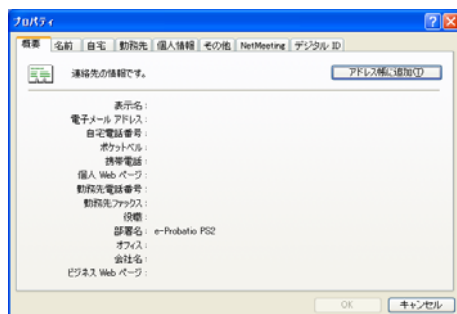 プロパティ
概要 名前 自宅 勤務先 個人情報 その他 NetMeeting デジタル ID
連絡先の情報です。 アドレス帳に追加(T)
表示名:
電子メール アドレス:
自宅電話番号:
ポケットベル:
携帯電話:
個人 Web ページ:
勤務先電話番号:
勤務先ファックス:
役職:
部署名: e-Probatio PS2
オフィス:
会社名:
ビジネス Web ページ:
OK キャンセル